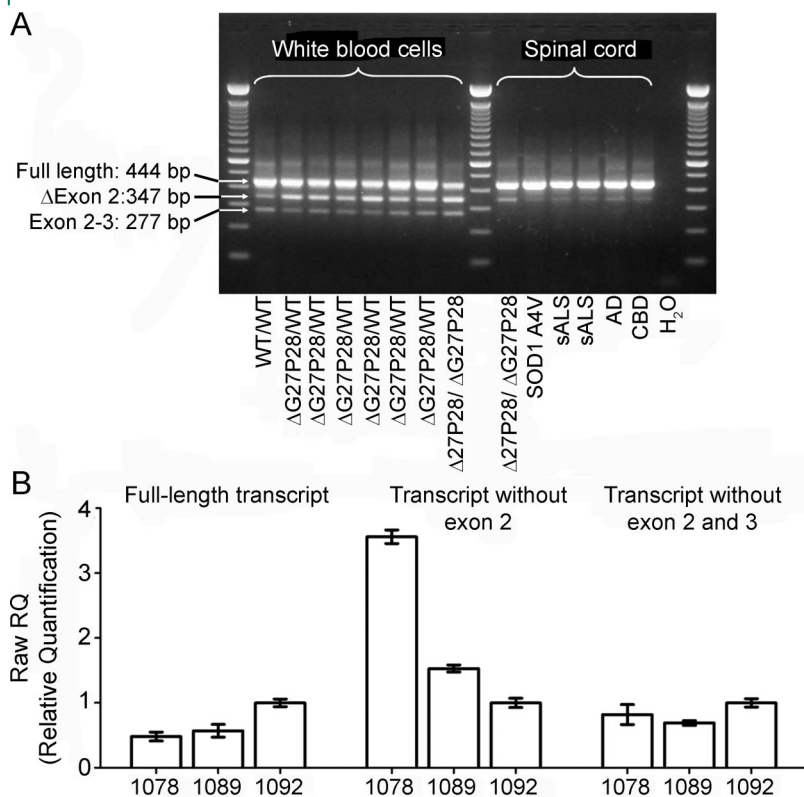 A
White blood cells
Spinal cord
Full length: 444 bp
ΔExon 2:347 bp
Exon 2-3: 277 bp
WT/WT
ΔG27P28/WT
ΔG27P28/WT
ΔG27P28/WT
ΔG27P28/WT
ΔG27P28/WT
ΔG27P28/WT
Δ27P28/ ΔG27P28
Δ27P28/ ΔG27P28
SOD1 A4V
sALS
sALS
AD
CBD
H₂O
B
Full-length transcript
Transcript without
exon 2
Transcript without
exon 2 and 3
Raw RQ
(Relative Quantification)
4
3
2
1
0
1078 1089 1092
1078 1089 1092
1078 1089 1092